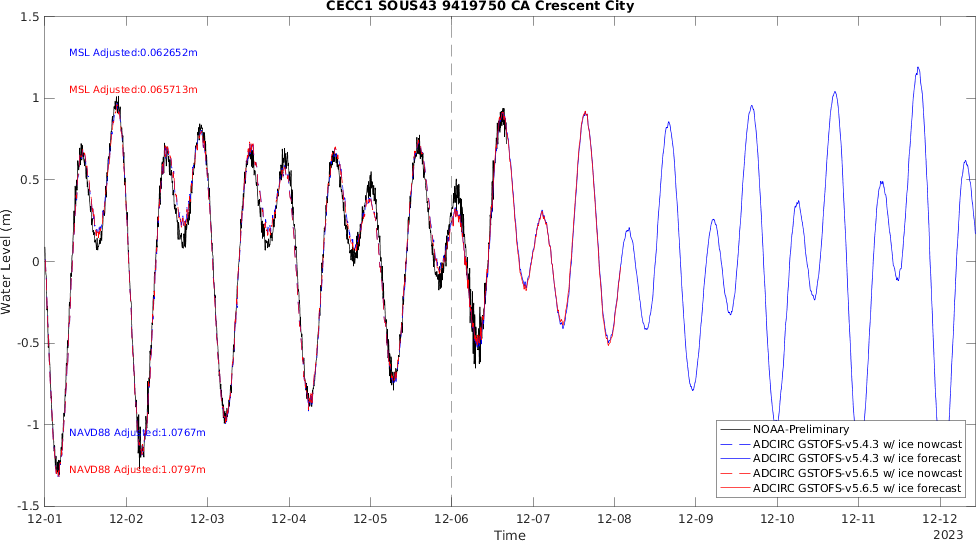 CECC1 SOUS43 9419750 CA Crescent City
1.5
MSL Adjusted:0.062652m
MSL Adjusted:0.065713m
1
0.5
Water Level (m)
0
-0.5
-1
NAVD88 Adjusted:1.0767m
NAVD88 Adjusted:1.0797m
-1.5
NOAA-Preliminary
ADCIRC GSTOFS-v5.4.3 w/ ice nowcast
ADCIRC GSTOFS-v5.4.3 w/ ice forecast
ADCIRC GSTOFS-v5.6.5 w/ ice nowcast
ADCIRC GSTOFS-v5.6.5 w/ ice forecast
12-01 12-02 12-03 12-04 12-05 12-06 12-07 12-08 12-09 12-10 12-11 12-12
Time
2023